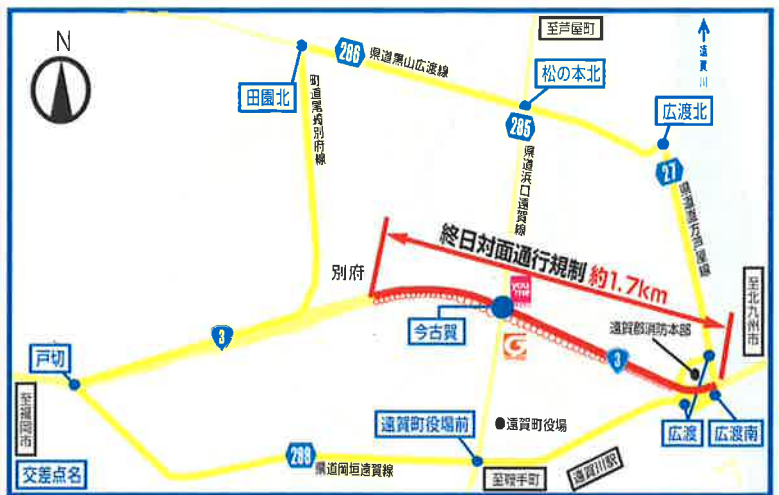 N
至芦屋町
遠賀川
286
県道黒山広渡線
松の本北
田園北
285
広渡北
町道尾崎別府線
県道浜口遠賀線
27
県道直方芦屋線
終日対面通行規制 約1.7km
別府
you me
至北九州市
今古賀
遠賀郡消防本部
3
3
G
戸切
至福岡市
遠賀町役場前
遠賀町役場
広渡
広渡南
298
県道岡垣遠賀線
遠賀川駅
至鞍手町
交差点名